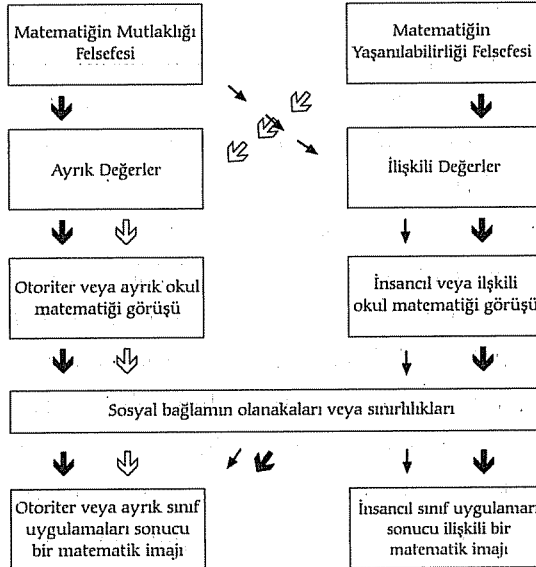 Matematiğin Mutlaklığı
Felsefesi
Matematiğin
Yaşanılabilirliği Felsefesi
Ayrık Değerler
İlişkili Değerler
Otoriter veya ayrık okul
matematiği görüşü
İnsancıl veya ilişkili
okul matematiği görüşü
Sosyal bağlamın olanakaları veya sınırlılıkları
Otoriter veya ayrık sınıf
uygulamaları sonucu
bir matematik imajı
İnsancıl sınıf uygulamarı
sonucu ilişkili bir
matematik imajı